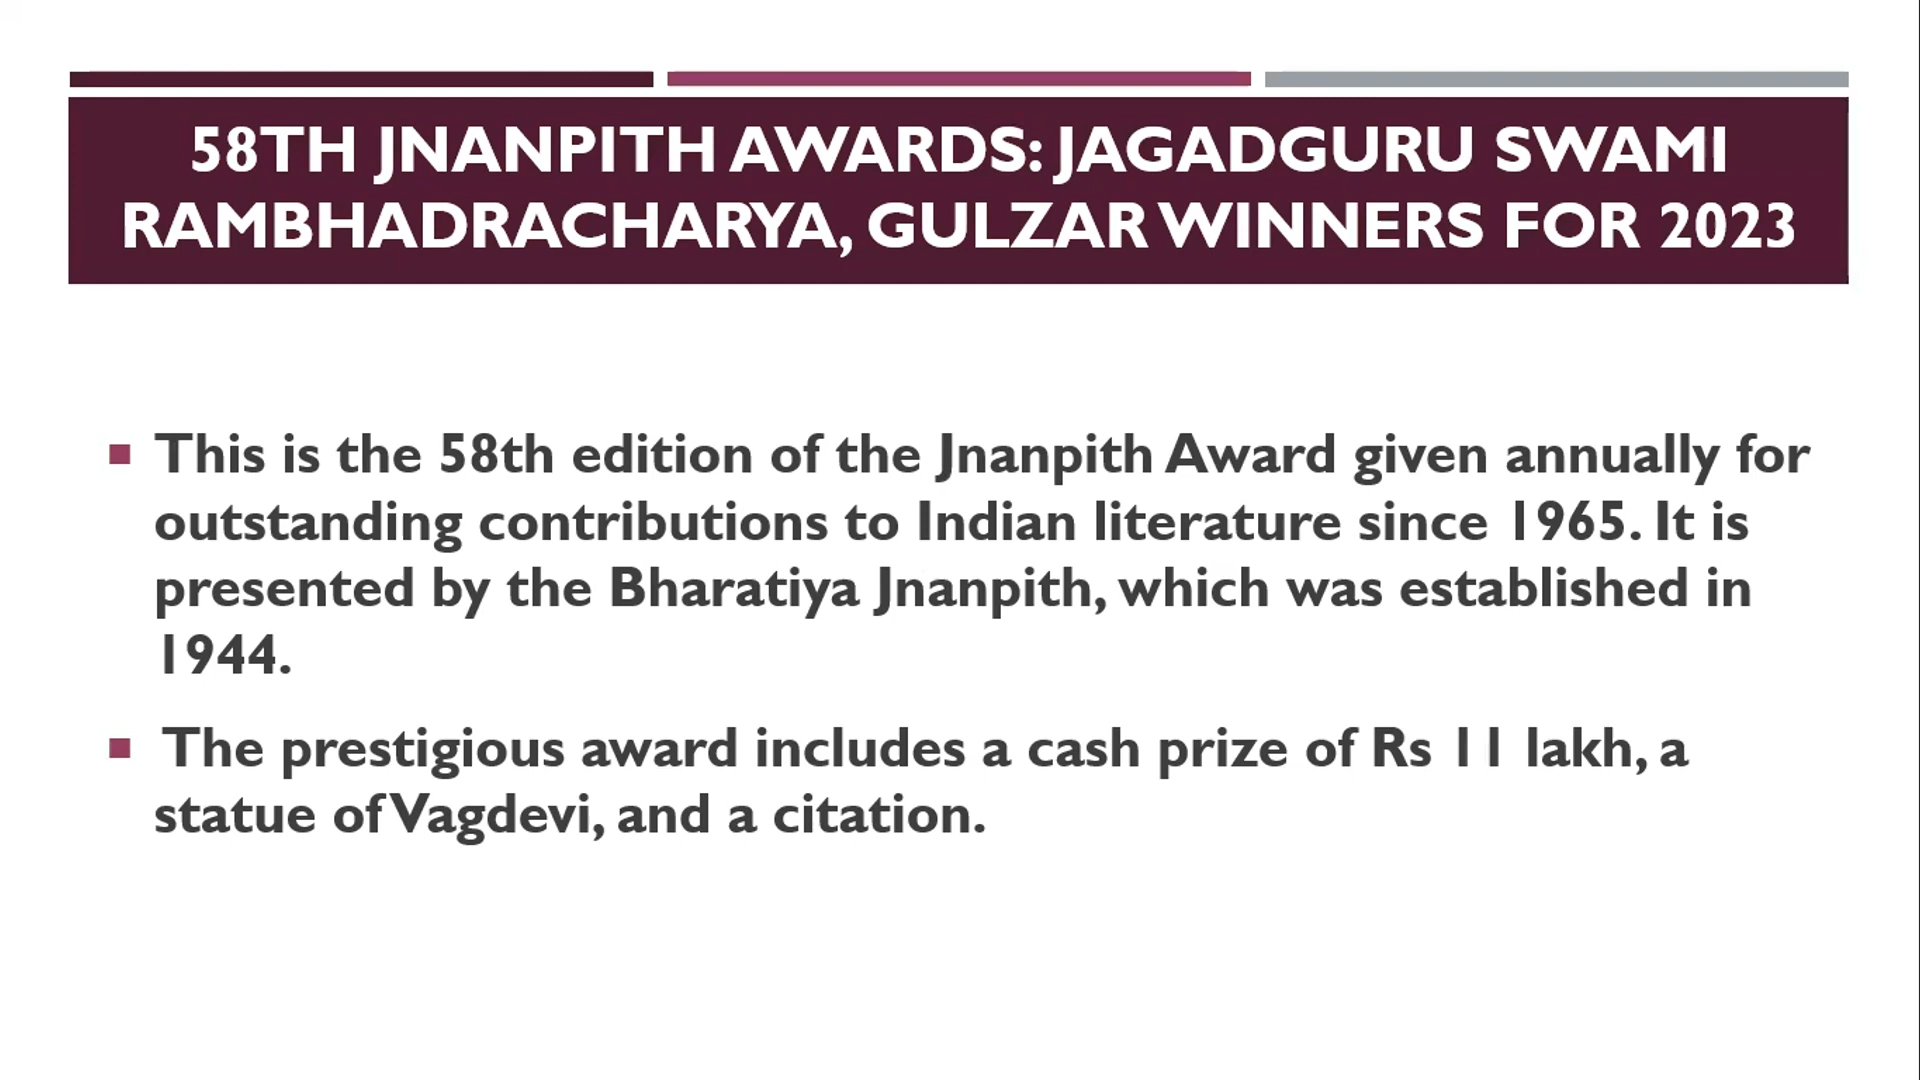 58TH JNANPITH AWARDS: JAGADGURU SWAMI
RAMBHADRACHARYA, GULZAR WINNERS FOR 2023
This is the 58th edition of the Jnanpith Award given annually for
outstanding contributions to Indian literature since 1965. It is
presented by the Bharatiya Jnanpith, which was established in
1944.
The prestigious award includes a cash prize of Rs 11 lakh, a
statue of Vagdevi, and a citation.